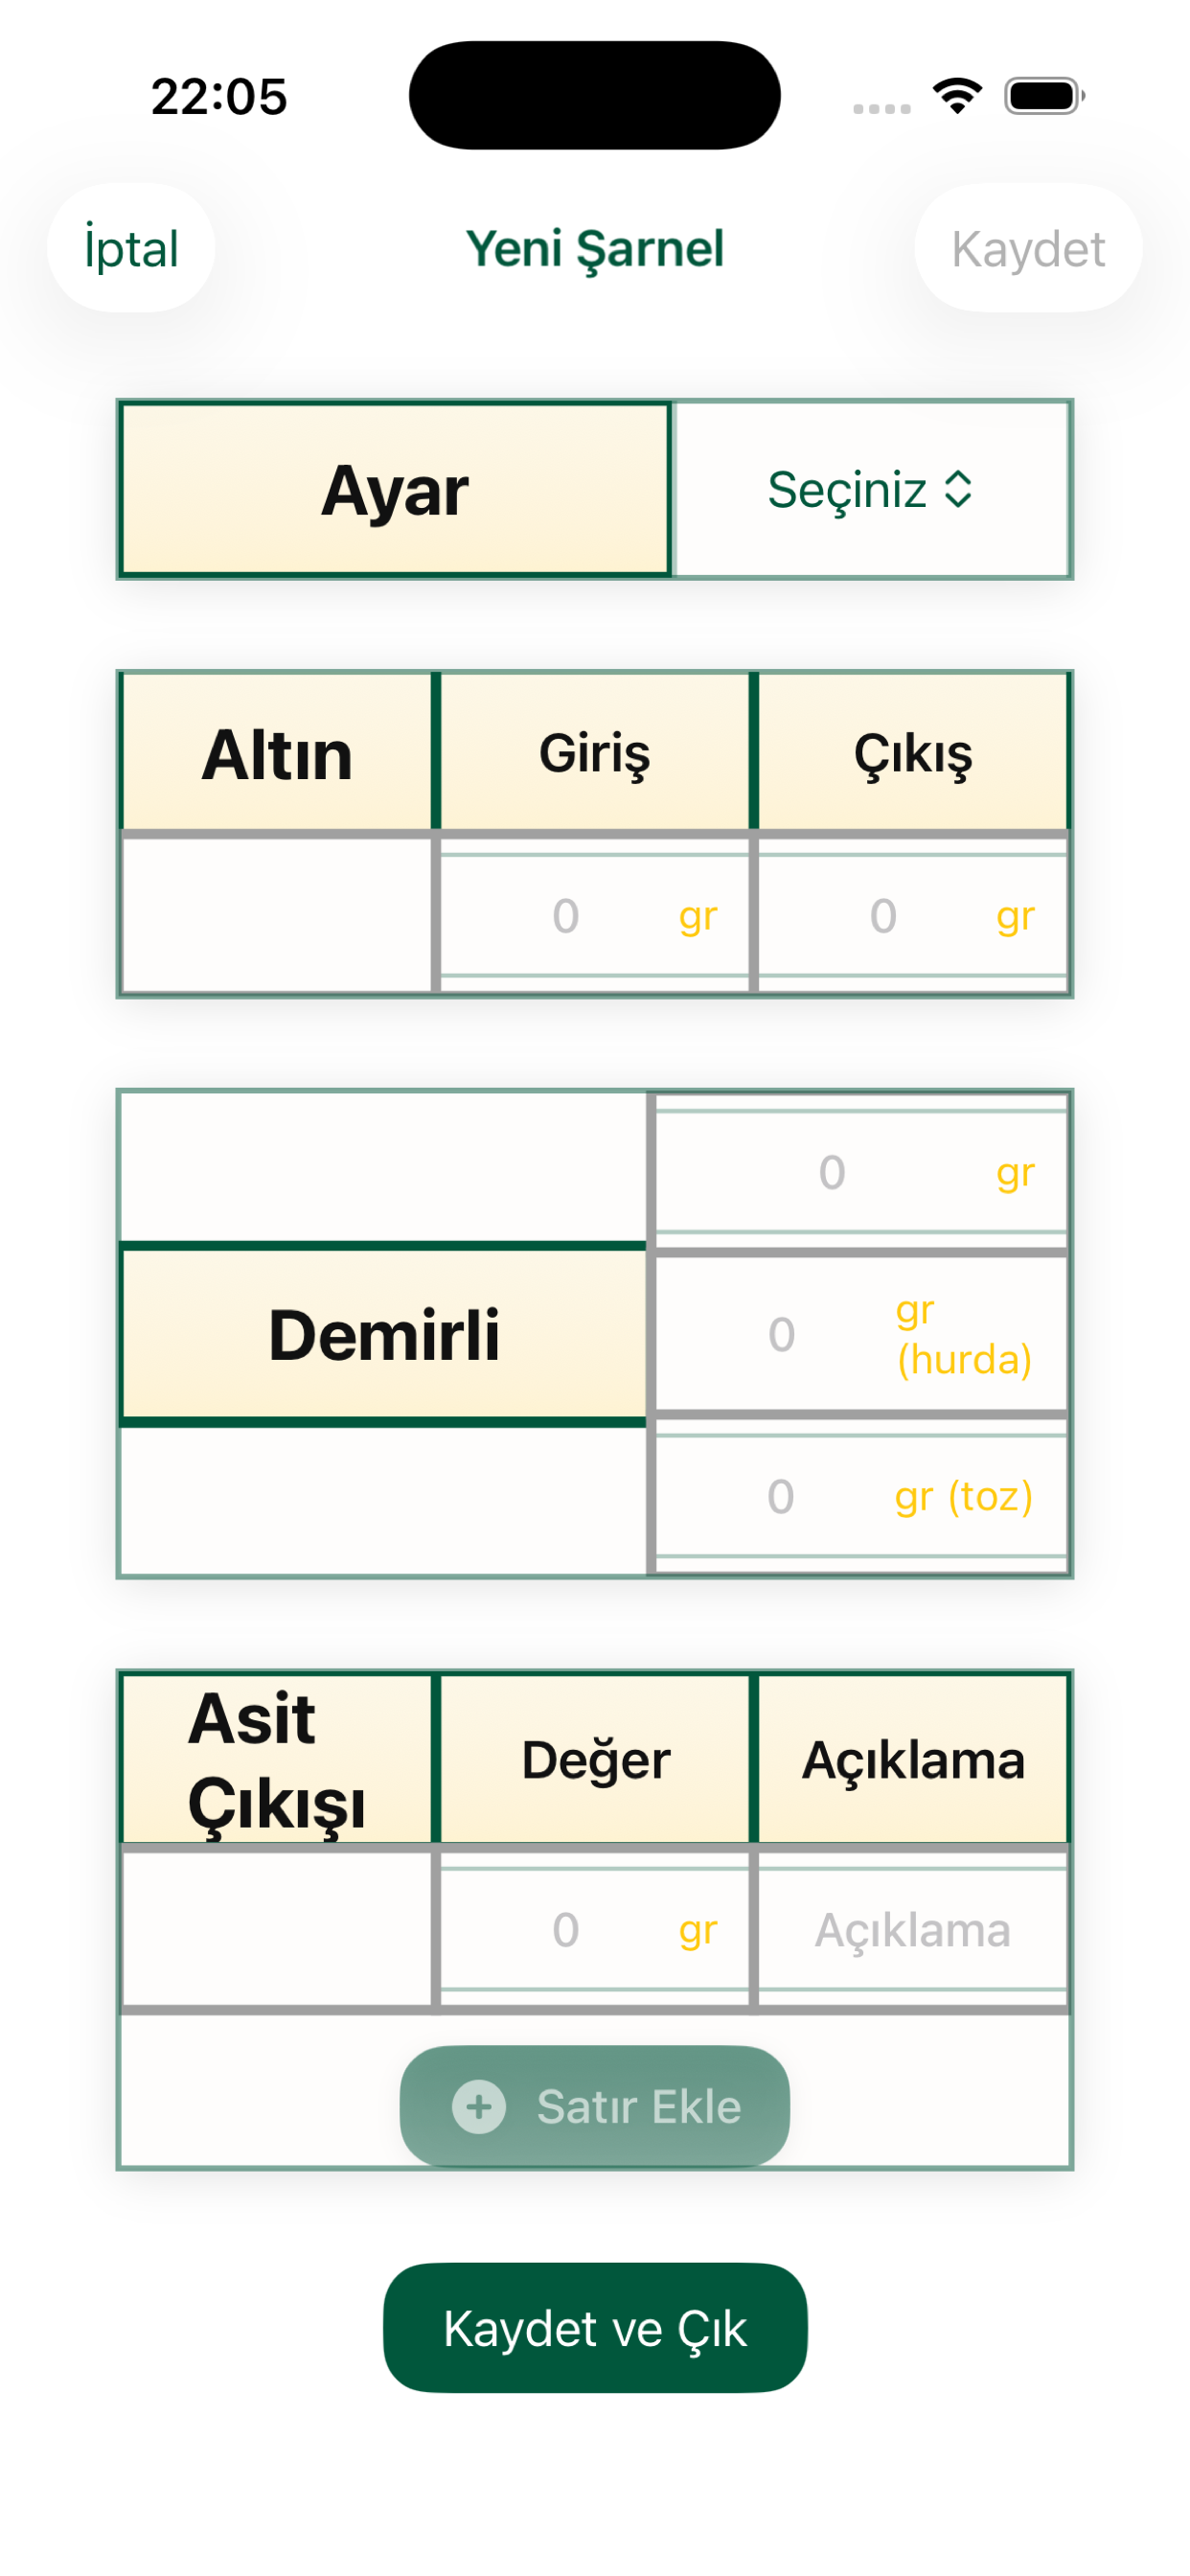 22:05
İptal
Yeni Şarnel
Kaydet
Ayar
Seçiniz
Altın
Giriş
Çıkış
0 gr
0 gr
0 gr
Demirli
0 gr
(hurda)
0 gr (toz)
Asit
Çıkışı
Değer
Açıklama
0 gr
Açıklama
Satır Ekle
Kaydet ve Çık